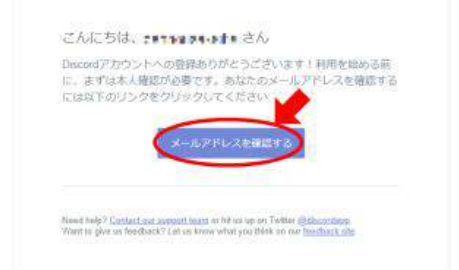 こんにちは、 さん
Discordアカウントへの登録ありがとうございます！利用を始める前
に、まずは本人確認が必要です。あなたのメールアドレスを確認する
には以下のリンクをクリックしてください
メールアドレスを確認する
Need help? Contact our support team or hit us up on Twitter @discordapp
Want to give us feedback? Let us know what you think on our feedback site